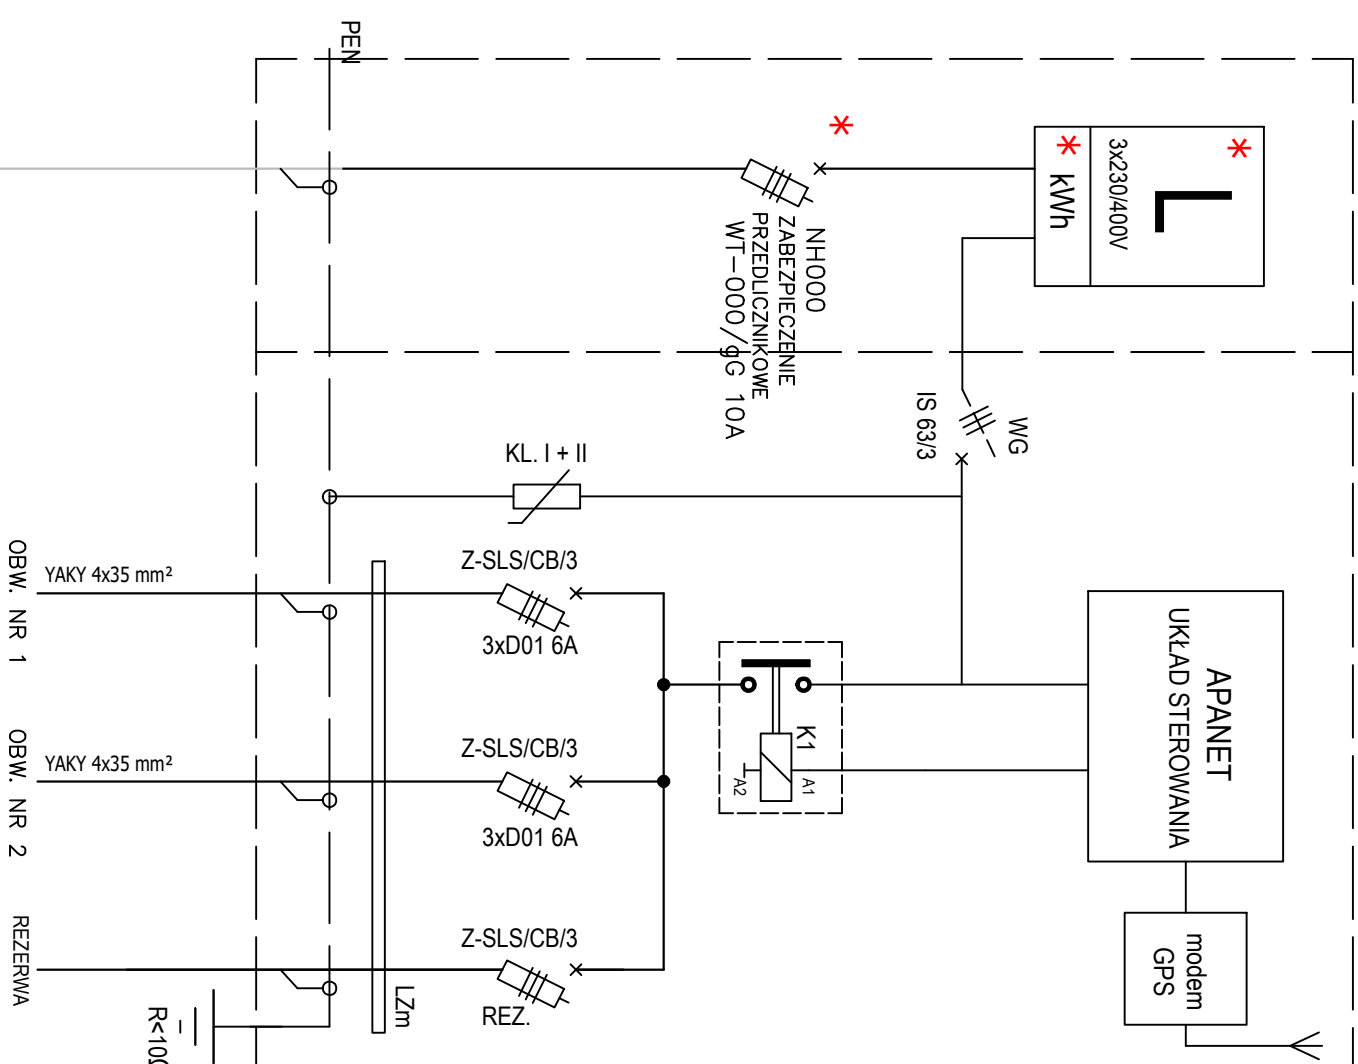 PEN
*
*
L
3x230/400V
*
kWh
NH000
ZABEZPIECZENIE
PRZEDLICZNIKOWE
WT-000/gG 10A
WG
IS 63/3
KL. I + II
Z-SLS/CB/3
3xD01 6A
YAKY 4x35 mm²
OBW. NR 1
APANET
UKŁAD STEROWANIA
K1
A1
A2
Z-SLS/CB/3
3xD01 6A
YAKY 4x35 mm²
OBW. NR 2
Z-SLS/CB/3
REZ.
REZERWA
LZm
modem
GPS
R<10Ω